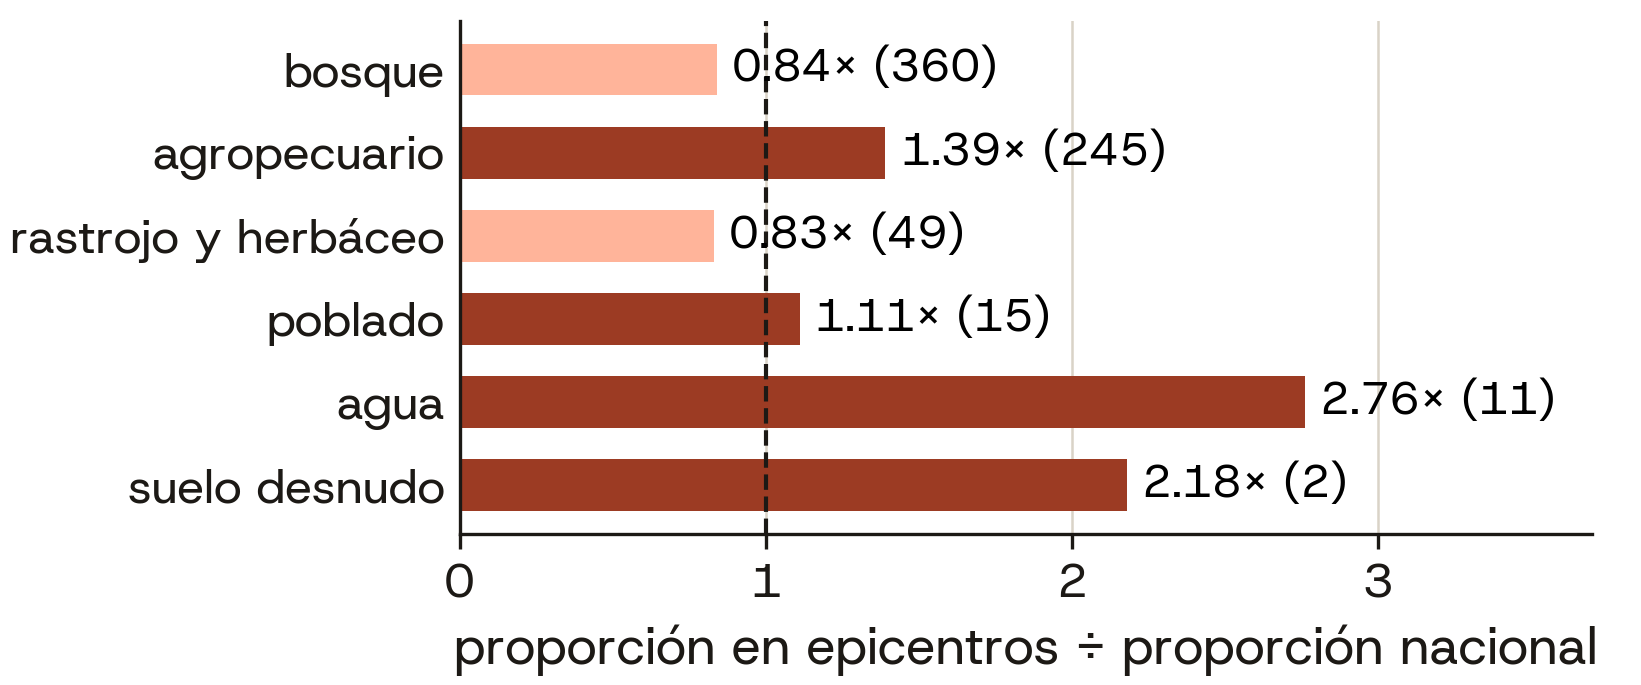 bosque 0.84× (360)
agropecuario 1.39× (245)
rastrojo y herbáceo 0.83× (49)
poblado 1.11× (15)
agua 2.76× (11)
suelo desnudo 2.18× (2)
0 1 2 3
proporción en epicentros ÷ proporción nacional